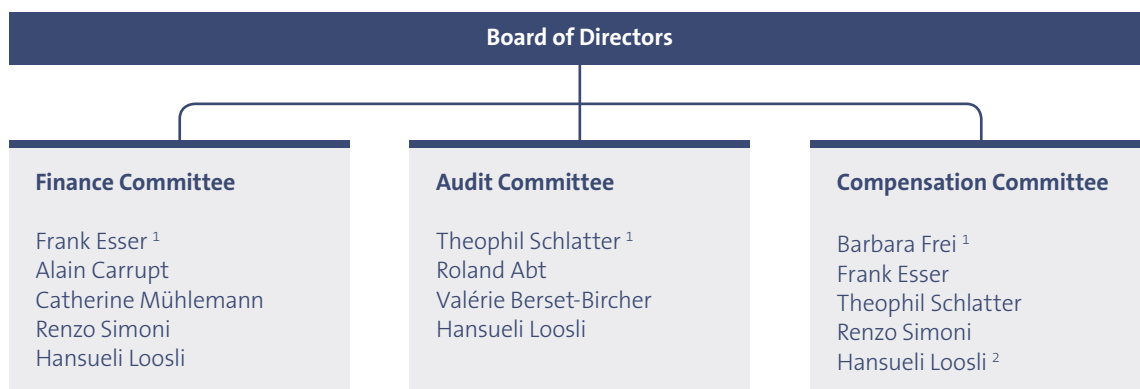 Board of Directors
Finance Committee
Frank Esser ¹
Alain Carrupt
Catherine Mühlemann
Renzo Simoni
Hansueli Loosli
Audit Committee
Theophil Schlatter ¹
Roland Abt
Valérie Berset-Bircher
Hansueli Loosli
Compensation Committee
Barbara Frei ¹
Frank Esser
Theophil Schlatter
Renzo Simoni
Hansueli Loosli ²